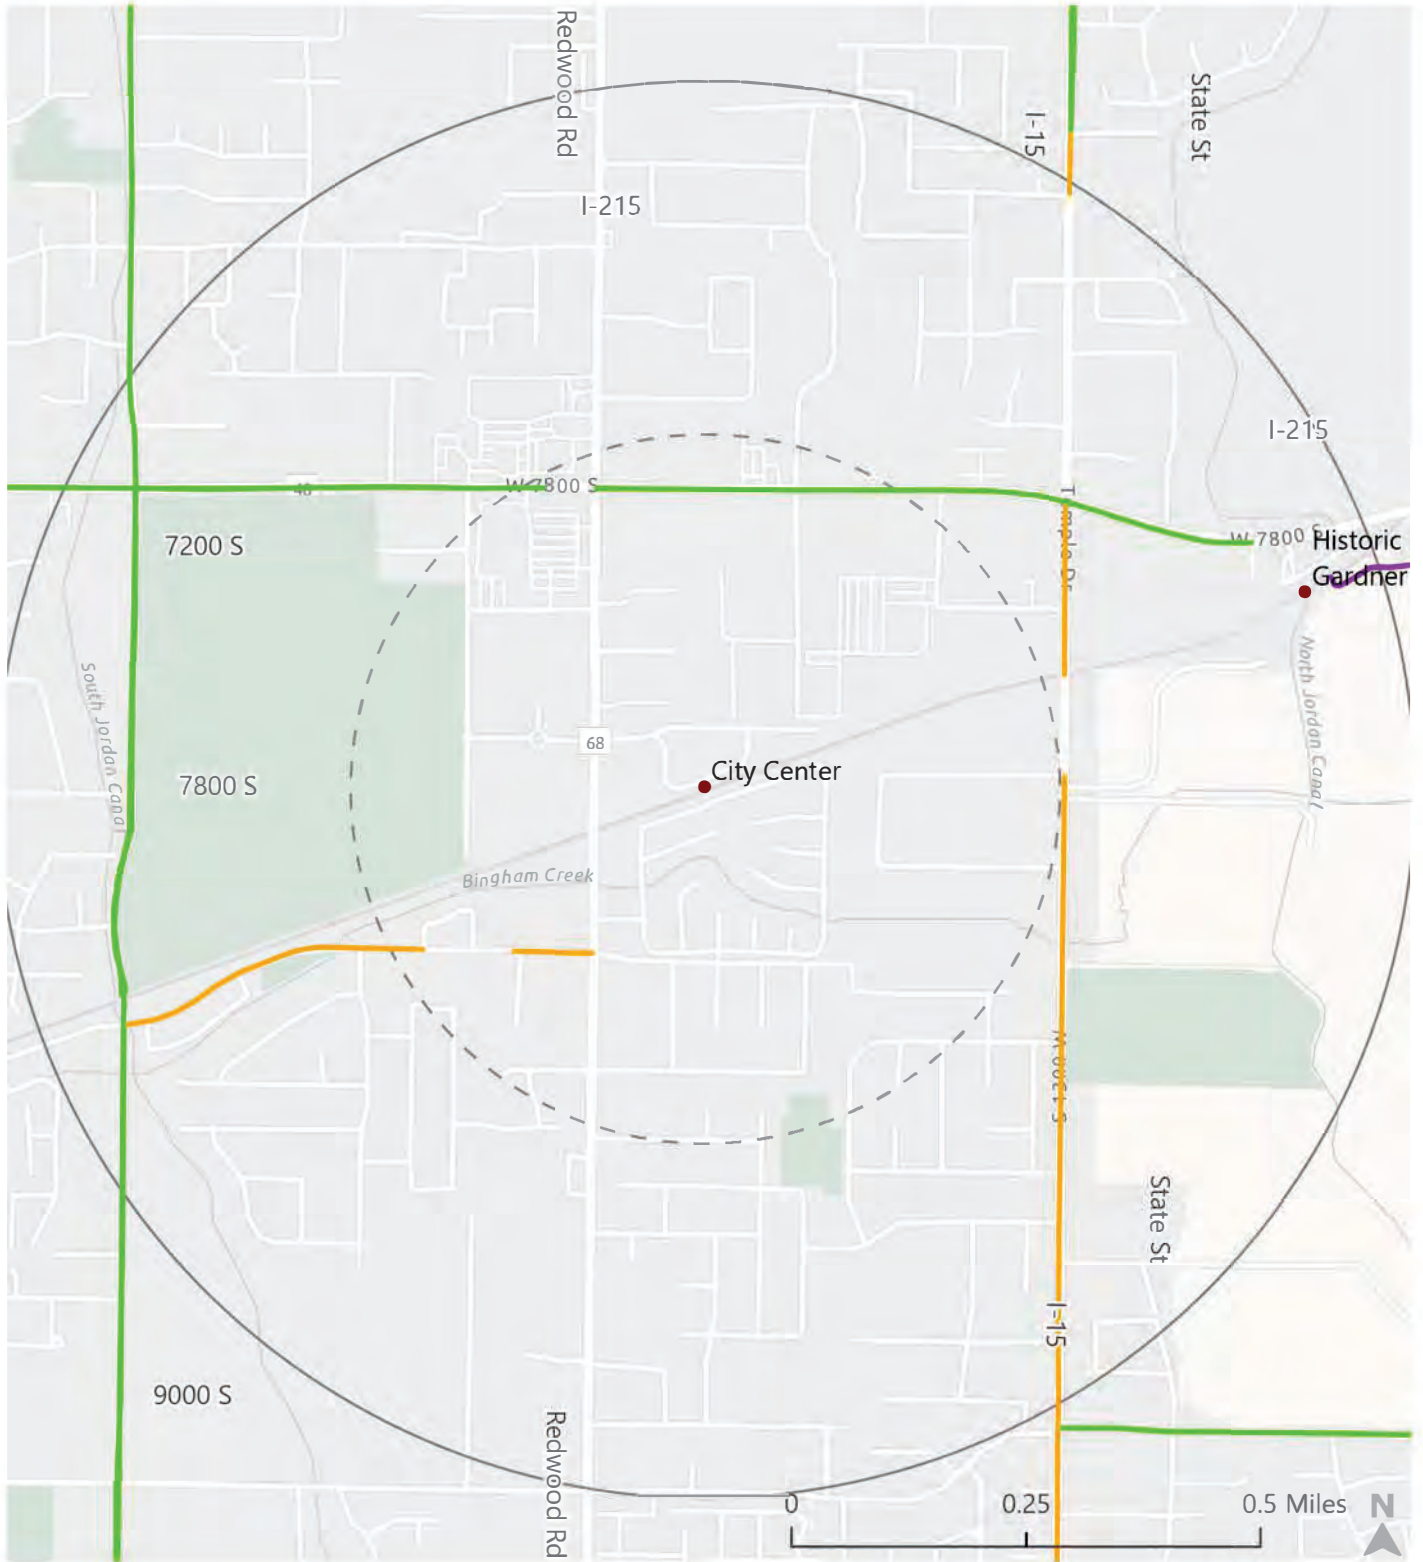 Redwood Rd
I-15
State St
I-215
I-215
W 7800 S
48
7200 S
W 7800 S
Historic
Gardner
Temple Dr
South Jordan Canal
North Jordan Canal
68
City Center
7800 S
Bingham Creek
S 1300 W
State St
I-15
9000 S
Redwood Rd
0 0.25 0.5 Miles N